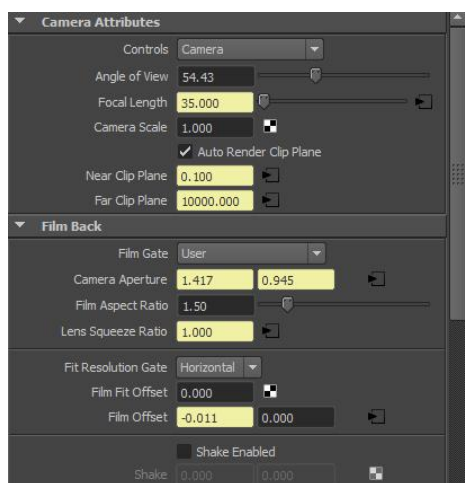 Camera Attributes
Controls Camera
Angle of View 54.43
Focal Length 35.000
Camera Scale 1.000
Auto Render Clip Plane
Near Clip Plane 0.100
Far Clip Plane 10000.000
Film Back
Film Gate User
Camera Aperture 1.417 0.945
Film Aspect Ratio 1.50
Lens Squeeze Ratio 1.000
Fit Resolution Gate Horizontal
Film Fit Offset 0.000
Film Offset -0.011 0.000
Shake Enabled
Shake 0.000 0.000